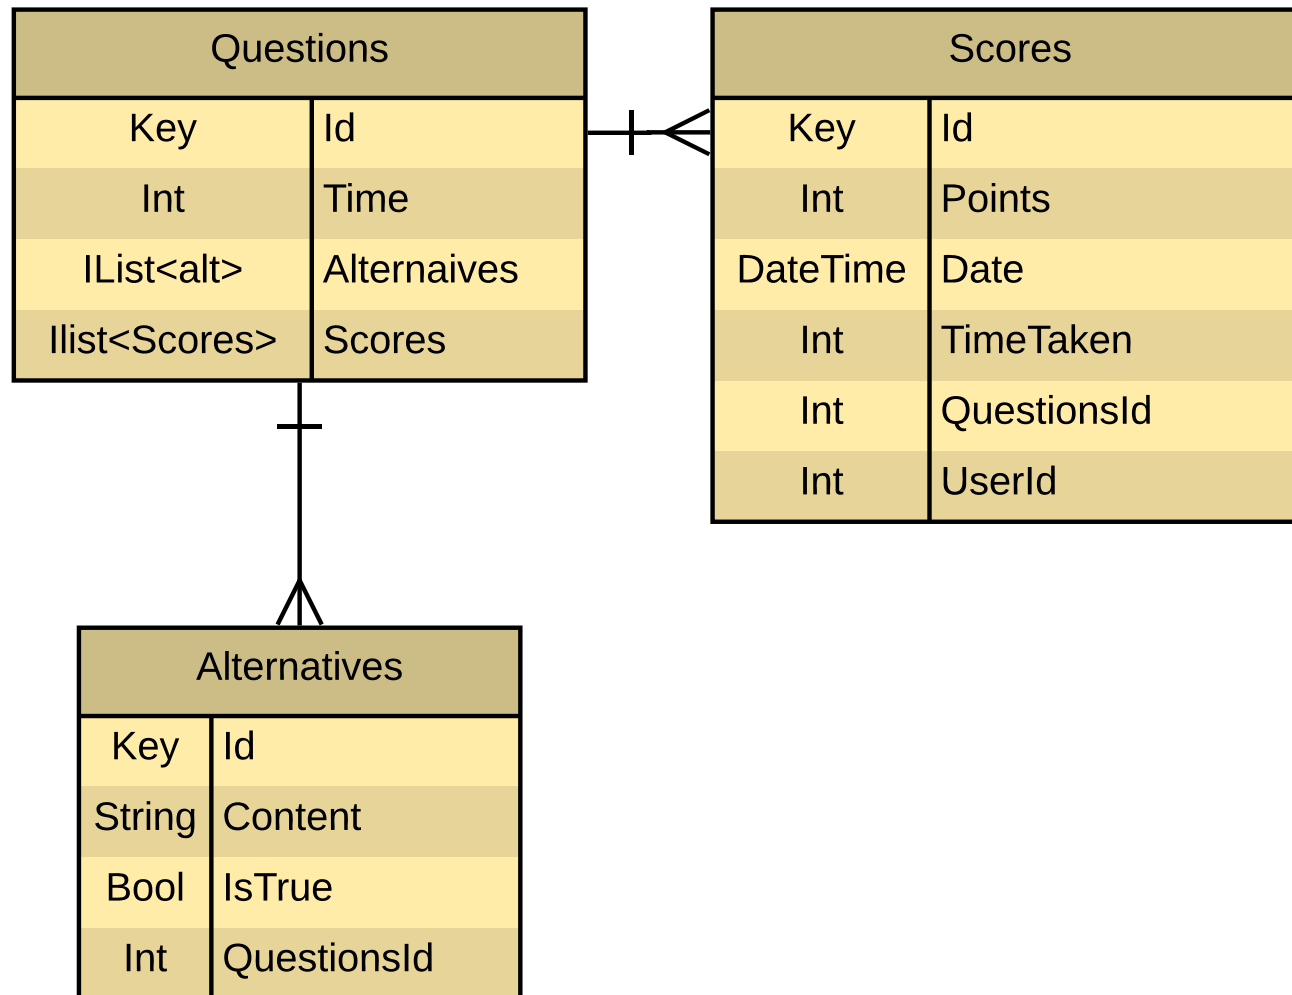 Questions
Key Id
Int Time
IList<alt> Alternaives
Ilist<Scores> Scores
Scores
Key Id
Int Points
DateTime Date
Int TimeTaken
Int QuestionsId
Int UserId
Alternatives
Key Id
String Content
Bool IsTrue
Int QuestionsId